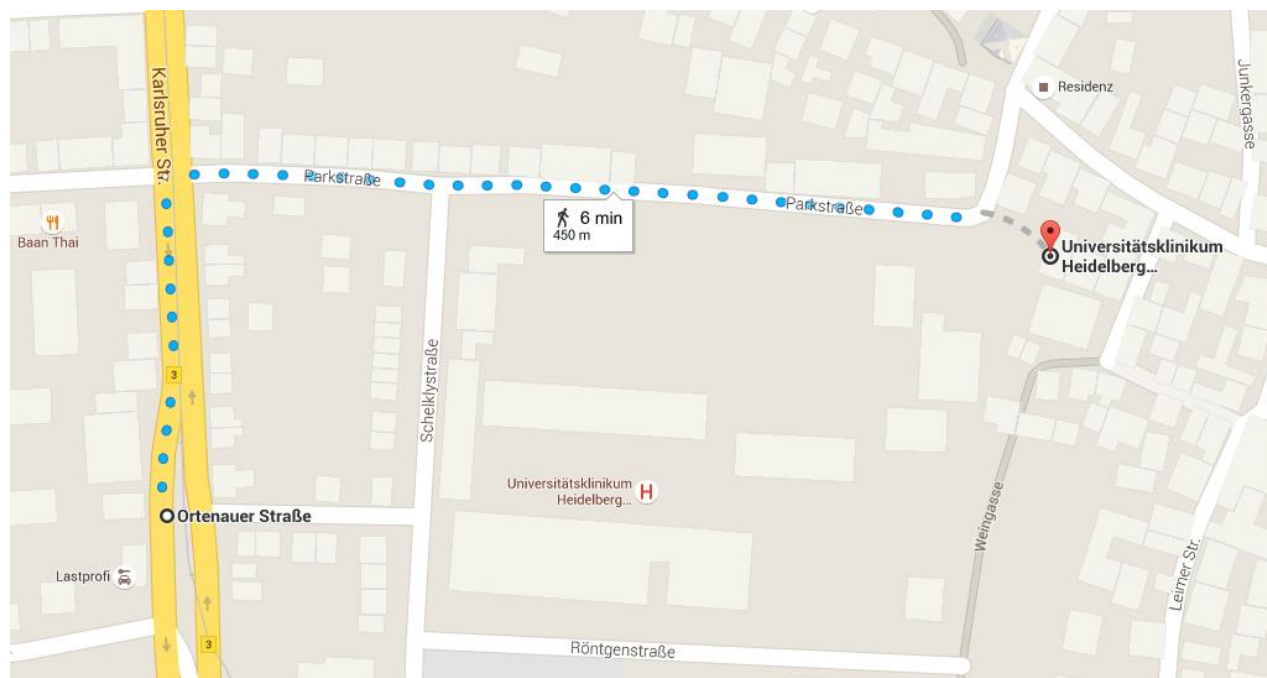 Karlsruher Str.
Parkstraße
Parkstraße
6 min
450 m
Residenz
Junkergasse
Baan Thai
Universitätsklinikum
Heidelberg...
3
Schelklystraße
Universitätsklinikum
Heidelberg...
H
Weingasse
Ortenauer Straße
Lastprofi
Leimer Str.
3
Röntgenstraße